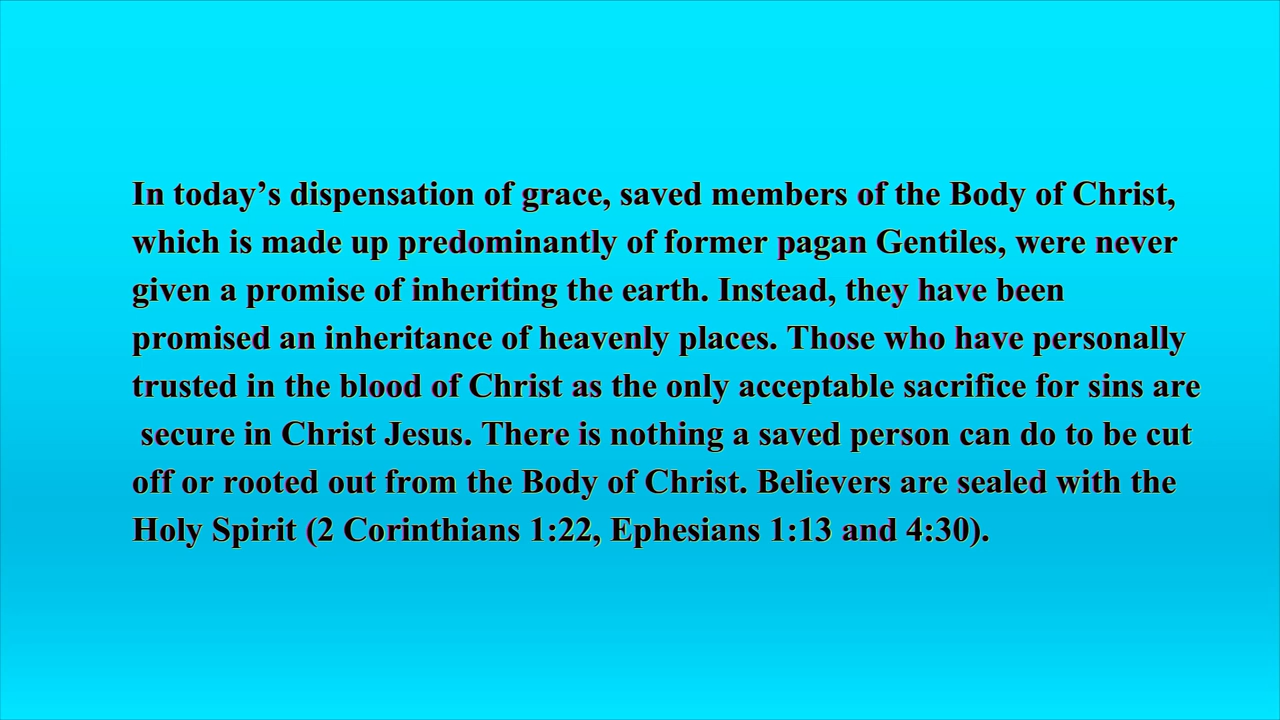 In today’s dispensation of grace, saved members of the Body of Christ,
which is made up predominantly of former pagan Gentiles, were never
given a promise of inheriting the earth. Instead, they have been
promised an inheritance of heavenly places. Those who have personally
trusted in the blood of Christ as the only acceptable sacrifice for sins are
secure in Christ Jesus. There is nothing a saved person can do to be cut
off or rooted out from the Body of Christ. Believers are sealed with the
Holy Spirit (2 Corinthians 1:22, Ephesians 1:13 and 4:30).